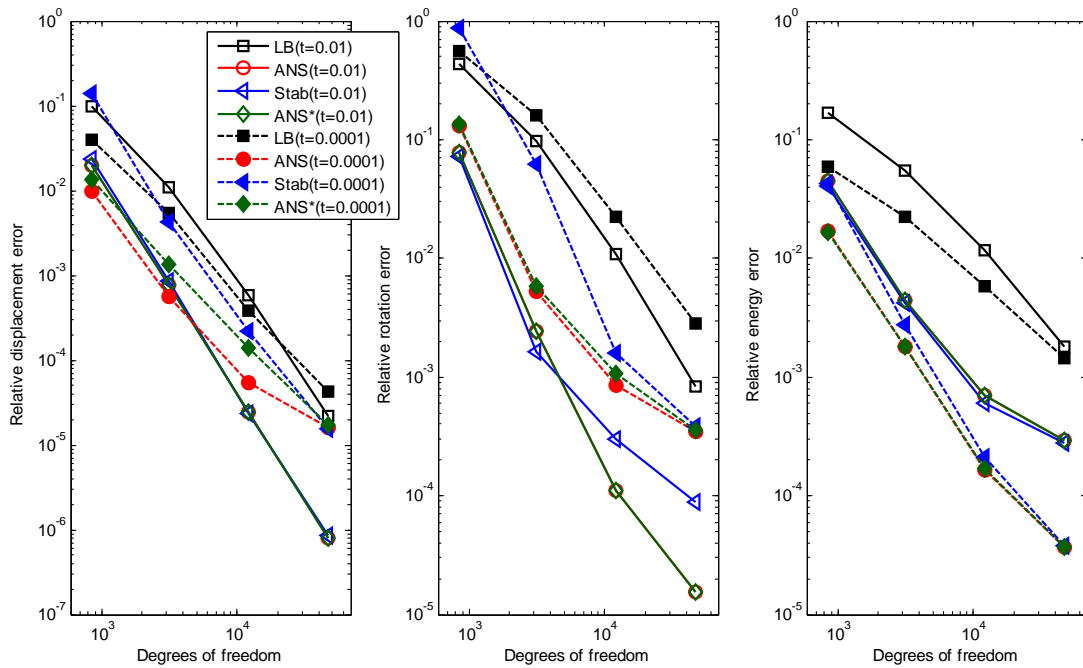 10^0
10^-1
10^-2
10^-3
10^-4
10^-5
10^-6
10^-7
10^3
10^4
Relative displacement error
Degrees of freedom
LB(t=0.01)
ANS(t=0.01)
Stab(t=0.01)
ANS*(t=0.01)
LB(t=0.0001)
ANS(t=0.0001)
Stab(t=0.0001)
ANS*(t=0.0001)
10^0
10^-1
10^-2
10^-3
10^-4
10^-5
10^3
10^4
Relative rotation error
Degrees of freedom
10^0
10^-1
10^-2
10^-3
10^-4
10^-5
10^3
10^4
Relative energy error
Degrees of freedom